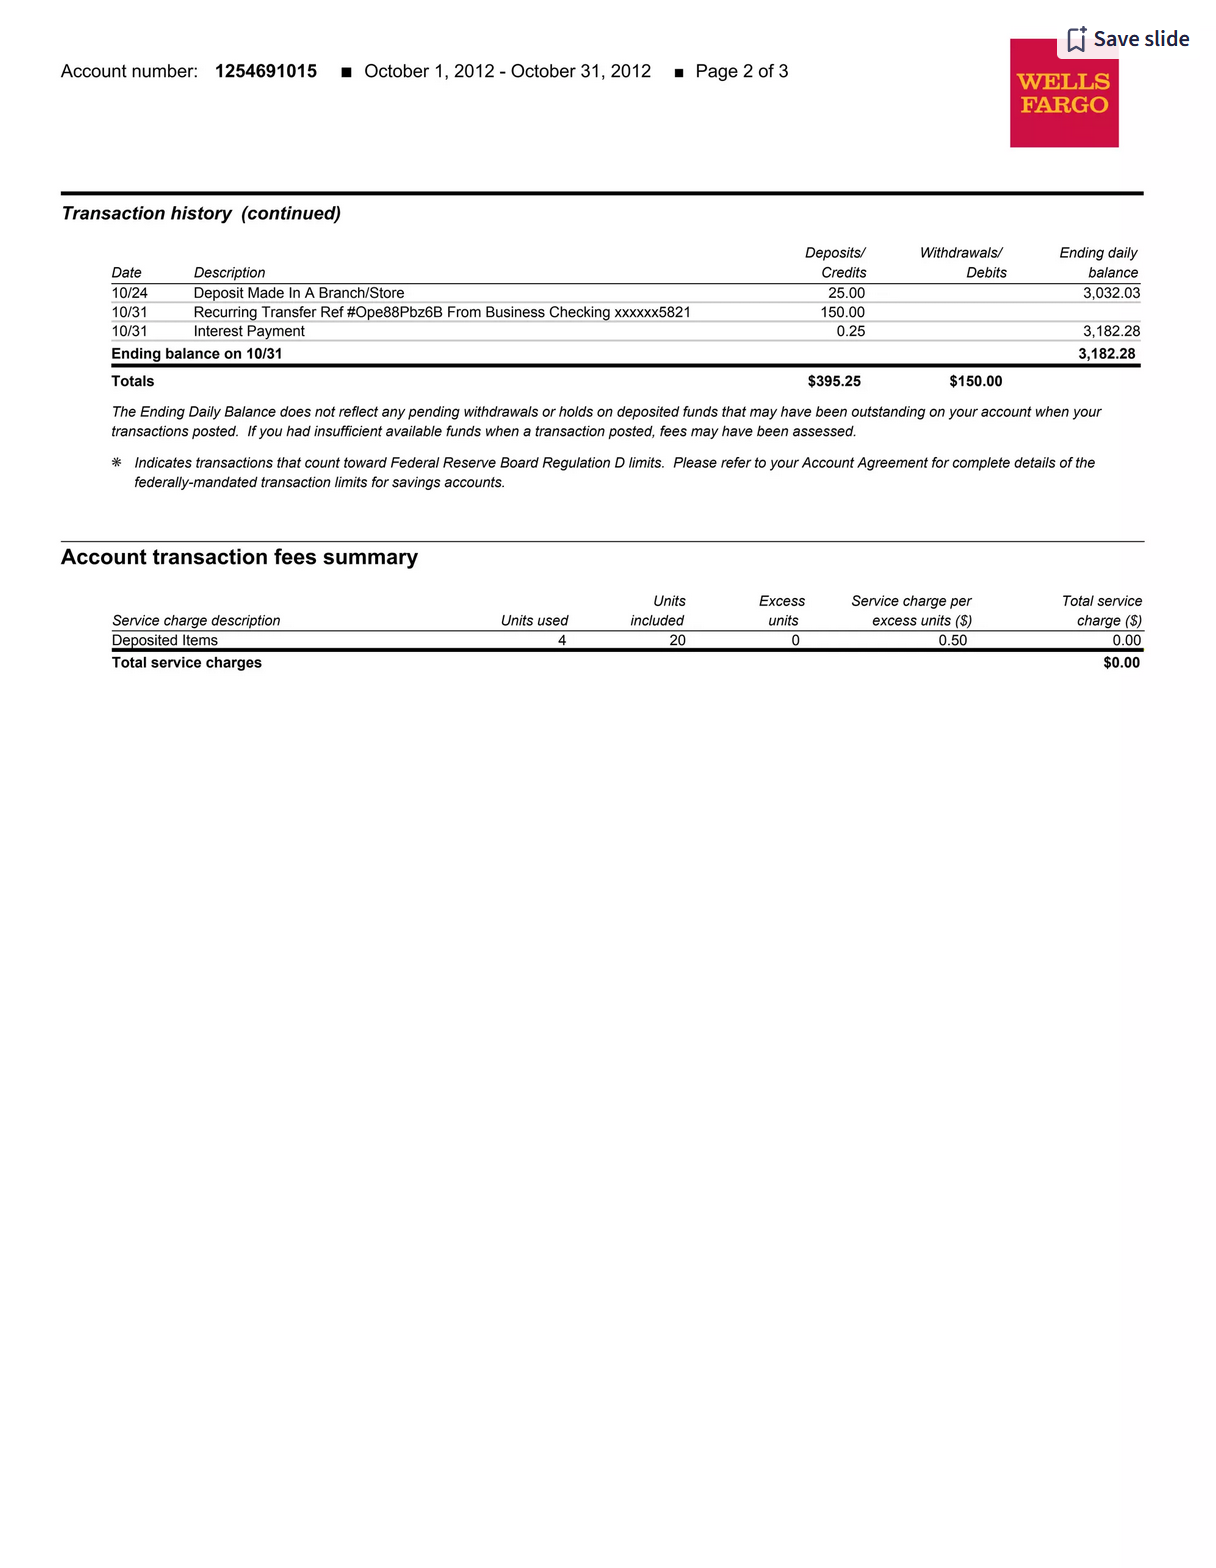 Save slide
Account number: 1254691015 ■ October 1, 2012 - October 31, 2012 ■ Page 2 of 3
WELLS
FARGO
Transaction history (continued)
Deposits/ Withdrawals/ Ending daily
Date Description Credits Debits balance
10/24 Deposit Made In A Branch/Store 25.00 3,032.03
10/31 Recurring Transfer Ref #Ope88Pbz6B From Business Checking xxxxxx5821 150.00
10/31 Interest Payment 0.25 3,182.28
Ending balance on 10/31 3,182.28
Totals $395.25 $150.00
The Ending Daily Balance does not reflect any pending withdrawals or holds on deposited funds that may have been outstanding on your account when your
transactions posted. If you had insufficient available funds when a transaction posted, fees may have been assessed.
* Indicates transactions that count toward Federal Reserve Board Regulation D limits. Please refer to your Account Agreement for complete details of the
federally-mandated transaction limits for savings accounts.
Account transaction fees summary
Units Excess Service charge per Total service
Service charge description Units used included units excess units ($) charge ($)
Deposited Items 4 20 0 0.50 0.00
Total service charges $0.00